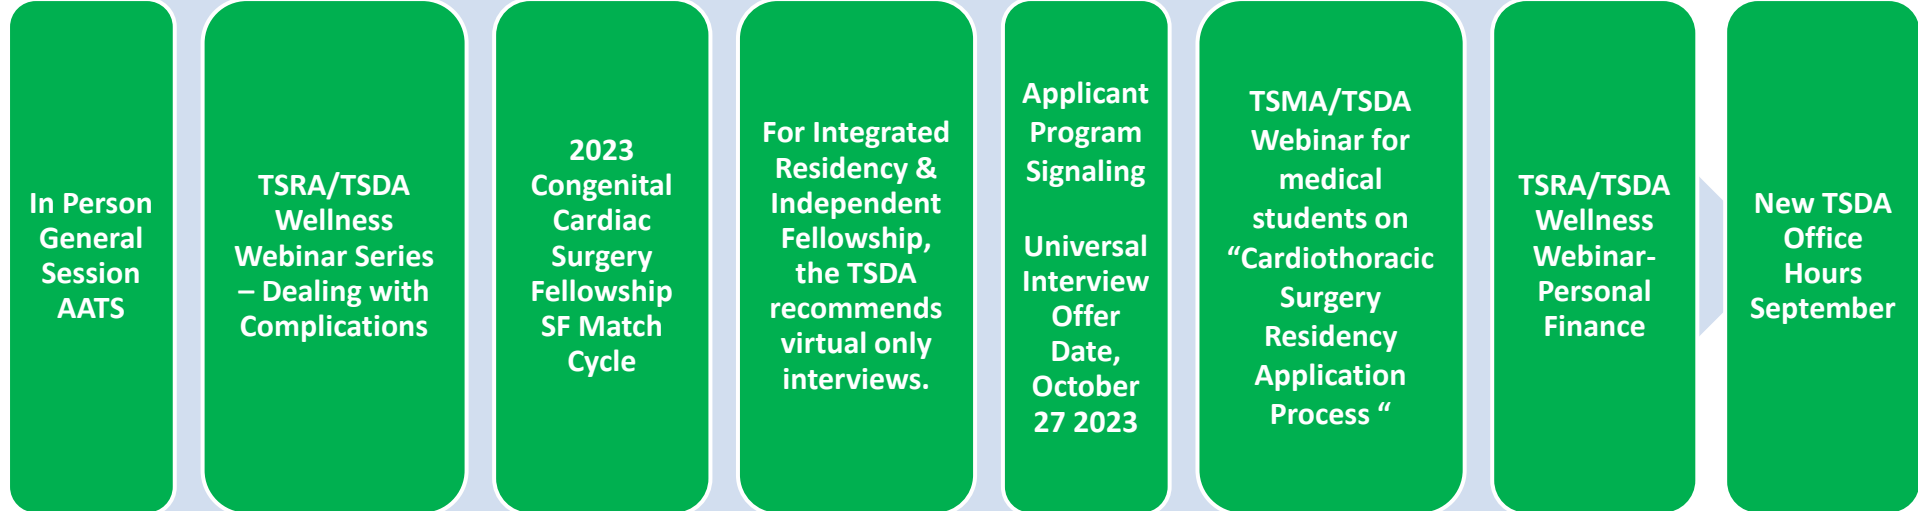 In Person
General
Session
AATS
TSRA/TSDA
Wellness
Webinar Series
– Dealing with
Complications
2023
Congenital
Cardiac
Surgery
Fellowship
SF Match
Cycle
For Integrated
Residency &
Independent
Fellowship,
the TSDA
recommends
virtual only
interviews.
Applicant
Program
Signaling
Universal
Interview
Offer
Date,
October
27 2023
TSMA/TSDA
Webinar for
medical
students on
“Cardiothoracic
Surgery
Residency
Application
Process “
TSRA/TSDA
Wellness
Webinar-
Personal
Finance
New TSDA
Office
Hours
September